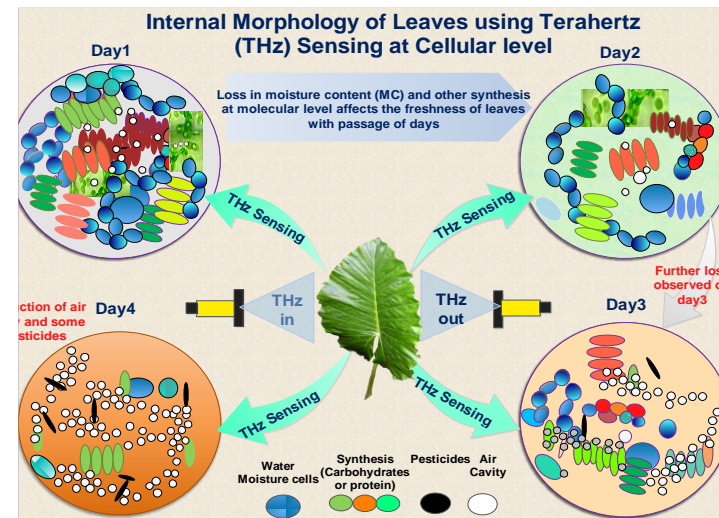 Internal Morphology of Leaves using Terahertz
(THz) Sensing at Cellular level
Day1
Day2
Loss in moisture content (MC) and other synthesis
at molecular level affects the freshness of leaves
with passage of days
THz Sensing
THz Sensing
THz
in
THz
out
Further los
observed o
day3
Day3
ction of air
y and some
sticides
Day4
THz Sensing
THz Sensing
Water
Moisture cells
Synthesis
(Carbohydrates
or protein)
Pesticides
Air
Cavity